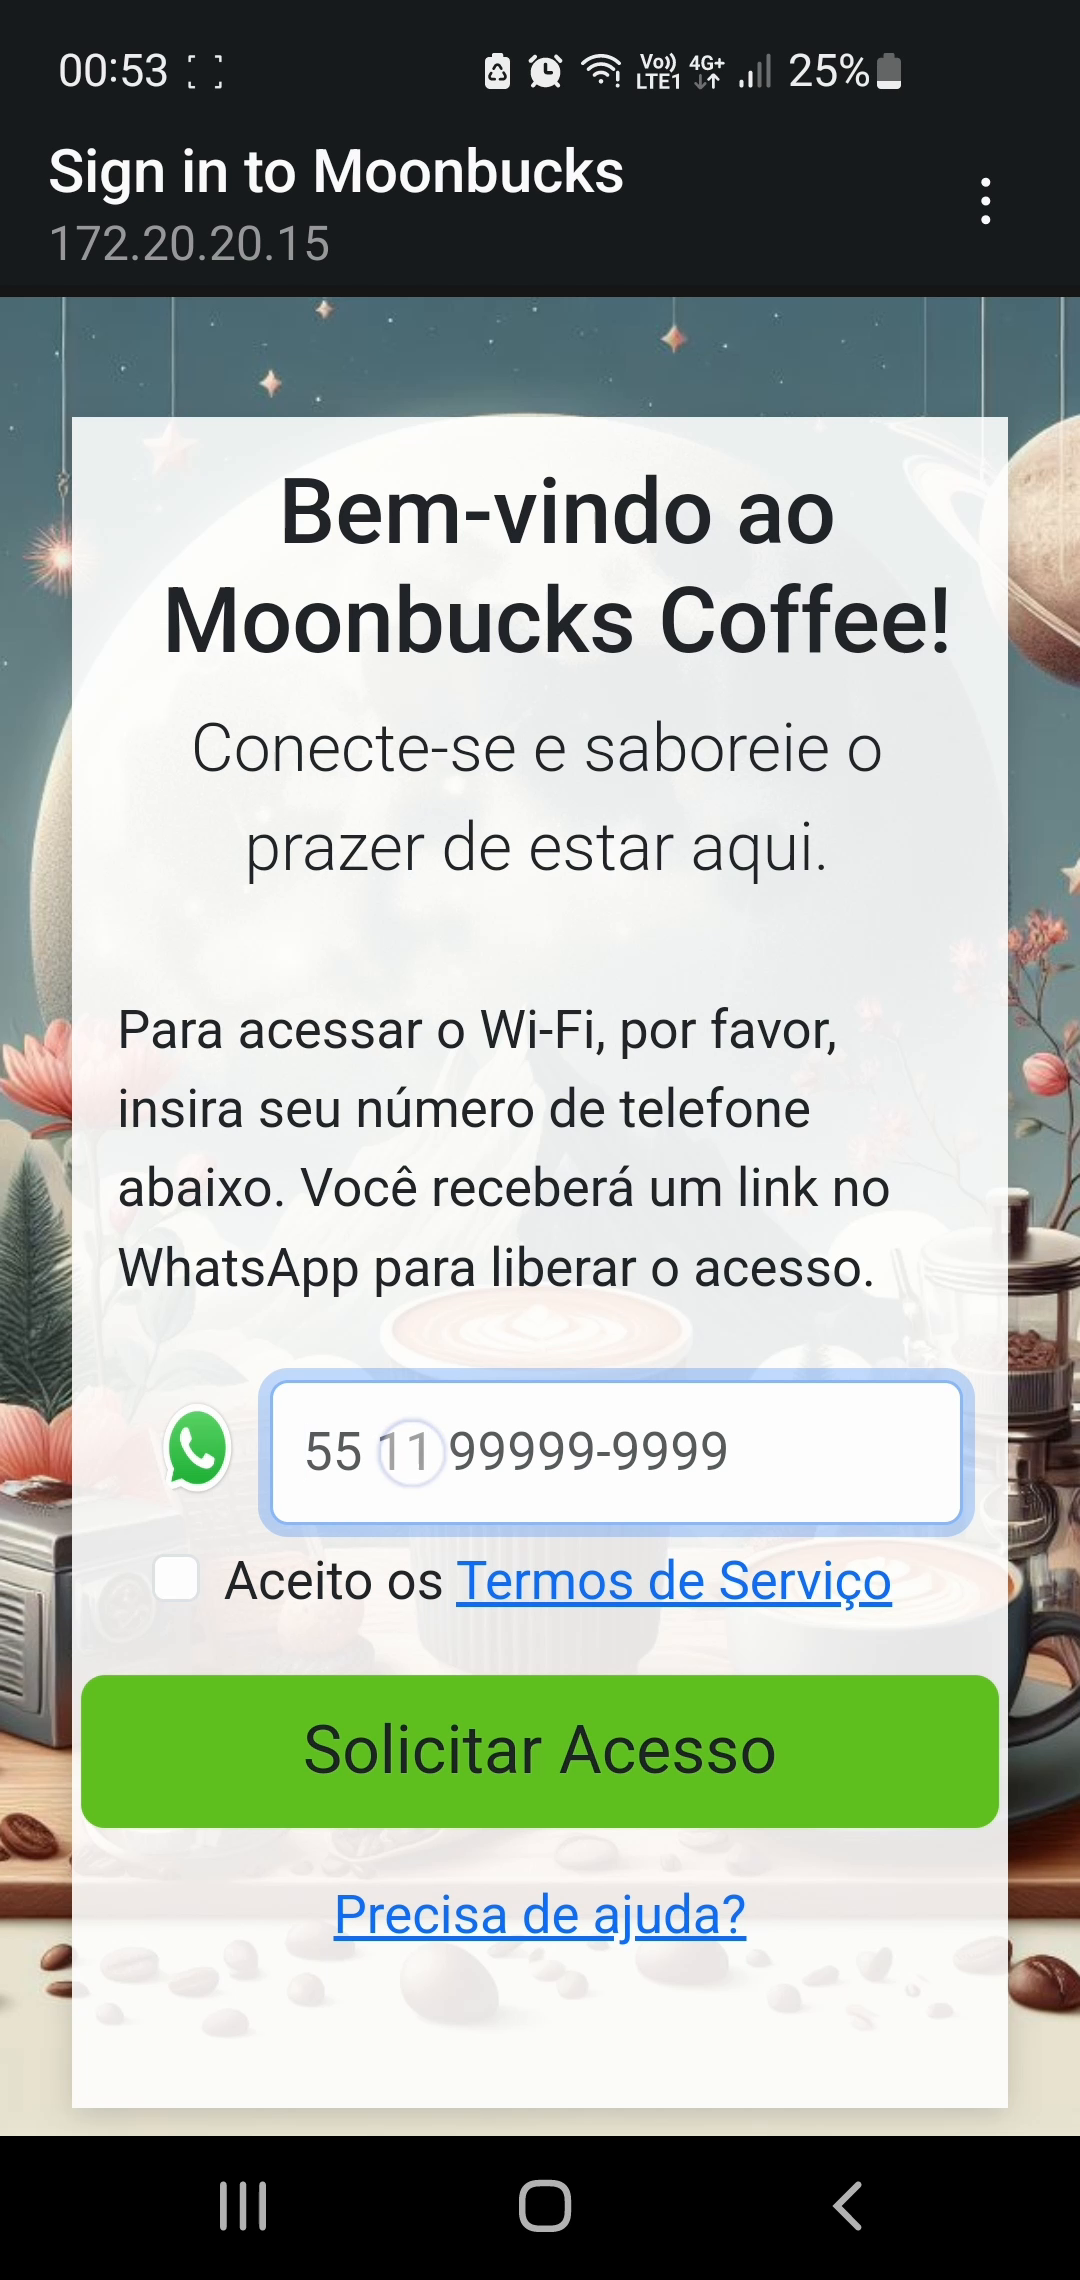 00:53 Vo)) LTE1 4G+ 25%
Sign in to Moonbucks
172.20.20.15
Bem-vindo ao
Moonbucks Coffee!
Conecte-se e saboreie o
prazer de estar aqui.
Para acessar o Wi-Fi, por favor,
insira seu número de telefone
abaixo. Você receberá um link no
WhatsApp para liberar o acesso.
55 11 99999-9999
Aceito os Termos de Serviço
Solicitar Acesso
Precisa de ajuda?